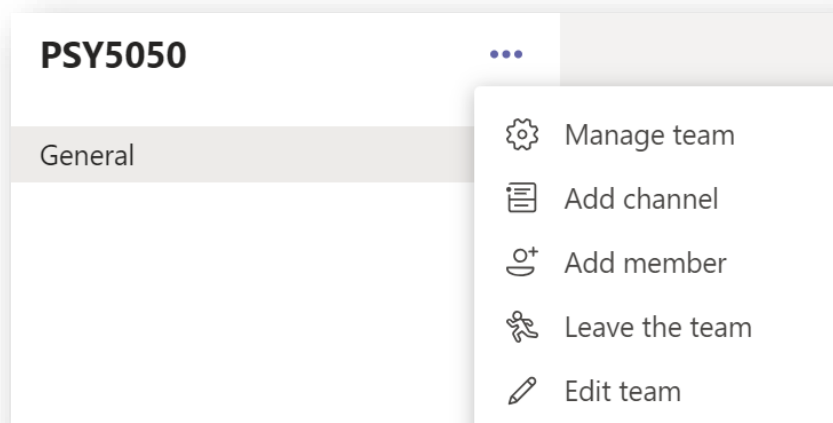 PSY5050
General
Manage team
Add channel
Add member
Leave the team
Edit team